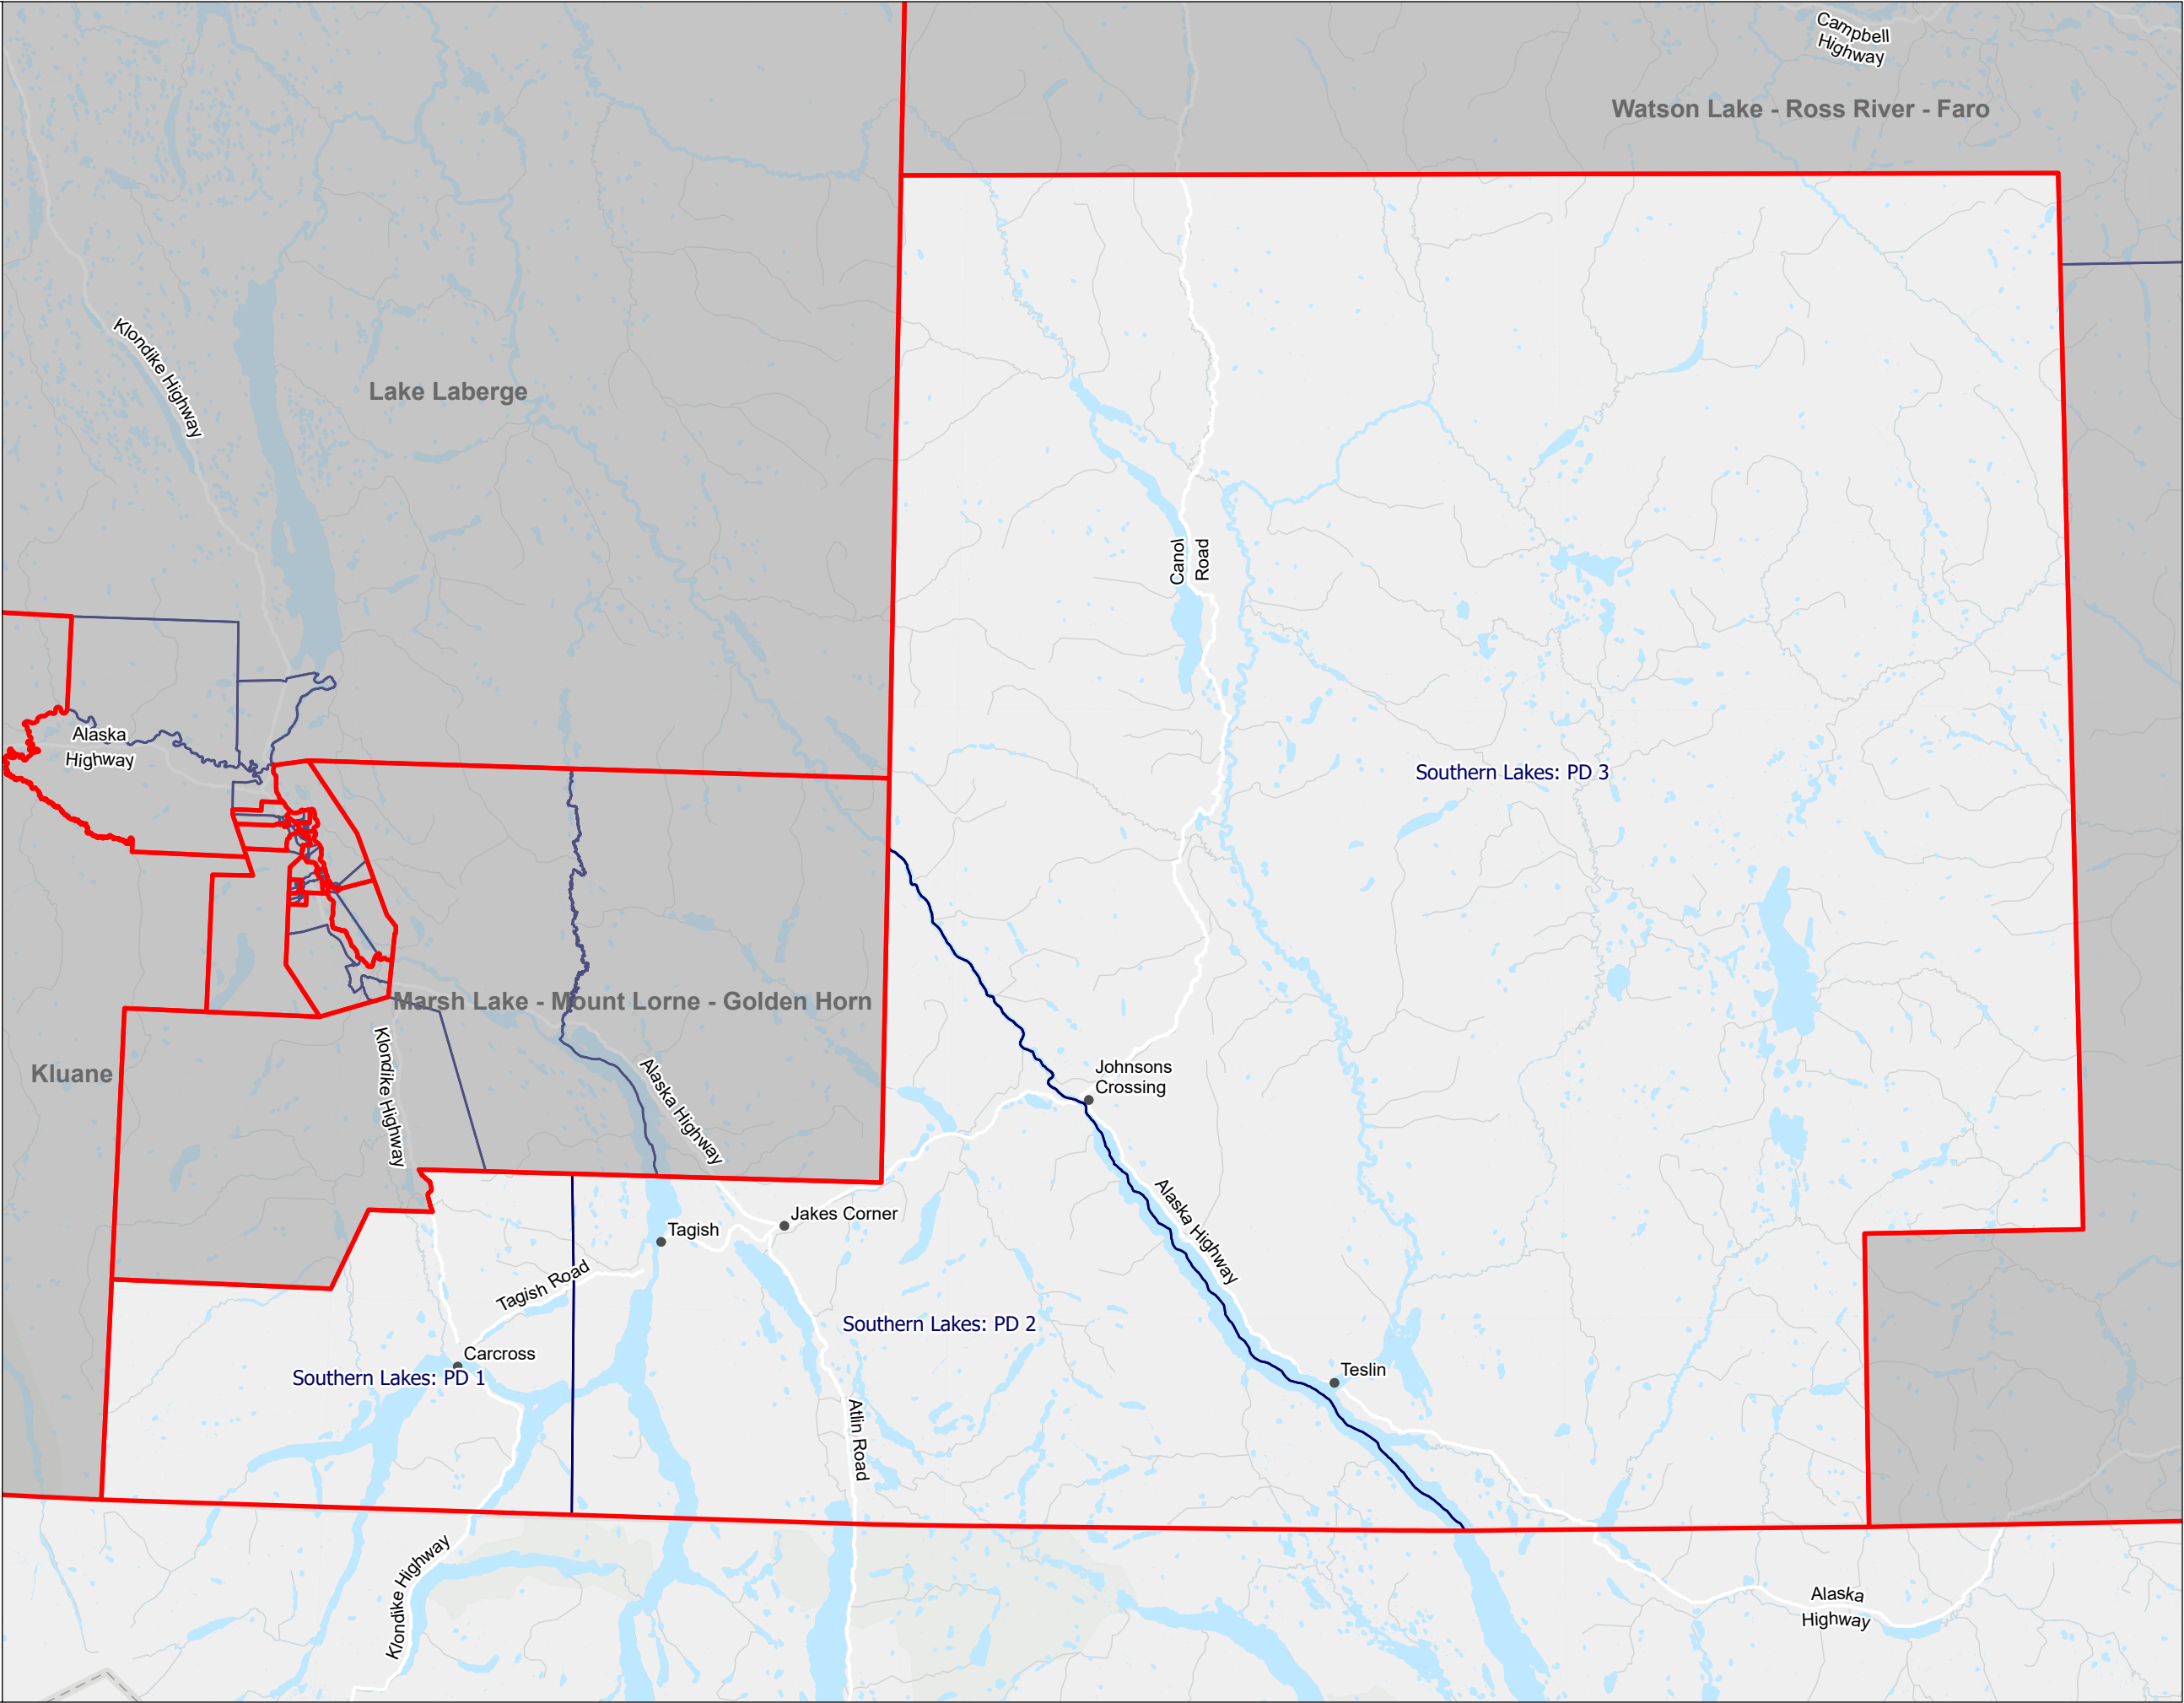 Campbell
Highway
Watson Lake - Ross River - Faro
Klondike Highway
Lake Laberge
Canol
Road
Alaska
Highway
Southern Lakes: PD 3
Marsh Lake - Mount Lorne - Golden Horn
Kluane
Klondike Highway
Alaska Highway
Johnsons
Crossing
Jakes Corner
Tagish
Alaska Highway
Tagish Road
Southern Lakes: PD 2
Carcross
Southern Lakes: PD 1
Teslin
Atlin Road
Klondike Highway
Alaska
Highway